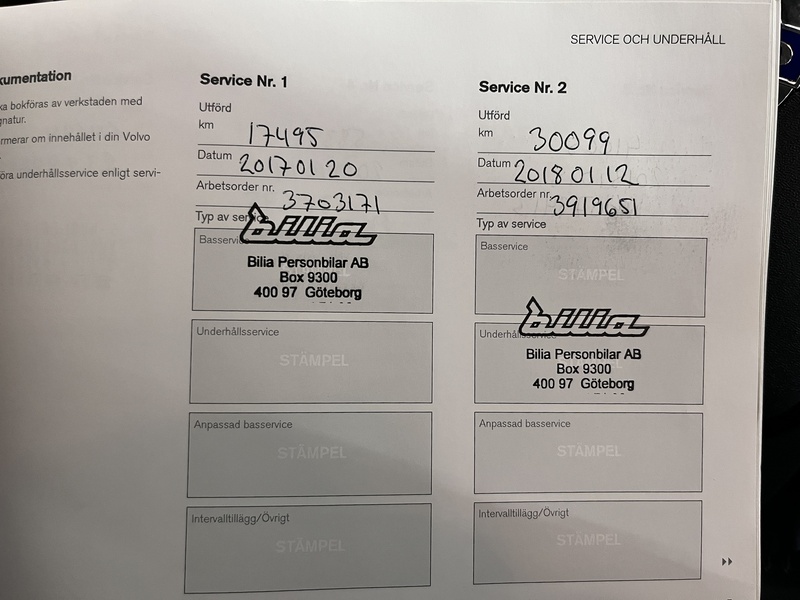 SERVICE OCH UNDERHÅLL
kumentation
ka bokföras av verkstaden med
gnatur.
rmerar om innehållet i din Volvo
öra underhållsservice enligt servi-
Service Nr. 1
Utförd
km 17495
Datum 20170120
Arbetsorder nr. 3703171
Typ av service
bilia
Basservice
STÄMPEL
Bilia Personbilar AB
Box 9300
400 97 Göteborg
Underhållsservice
STÄMPEL
Anpassad basservice
STÄMPEL
Intervalltillägg/Övrigt
STÄMPEL
Service Nr. 2
Utförd
km 30099
Datum 20180112
Arbetsorder nr. 3919651
Typ av service
Basservice
STÄMPEL
bilia
Underhållsservice
Bilia Personbilar AB
Box 9300
400 97 Göteborg
Anpassad basservice
STÄMPEL
Intervalltillägg/Övrigt
STÄMPEL